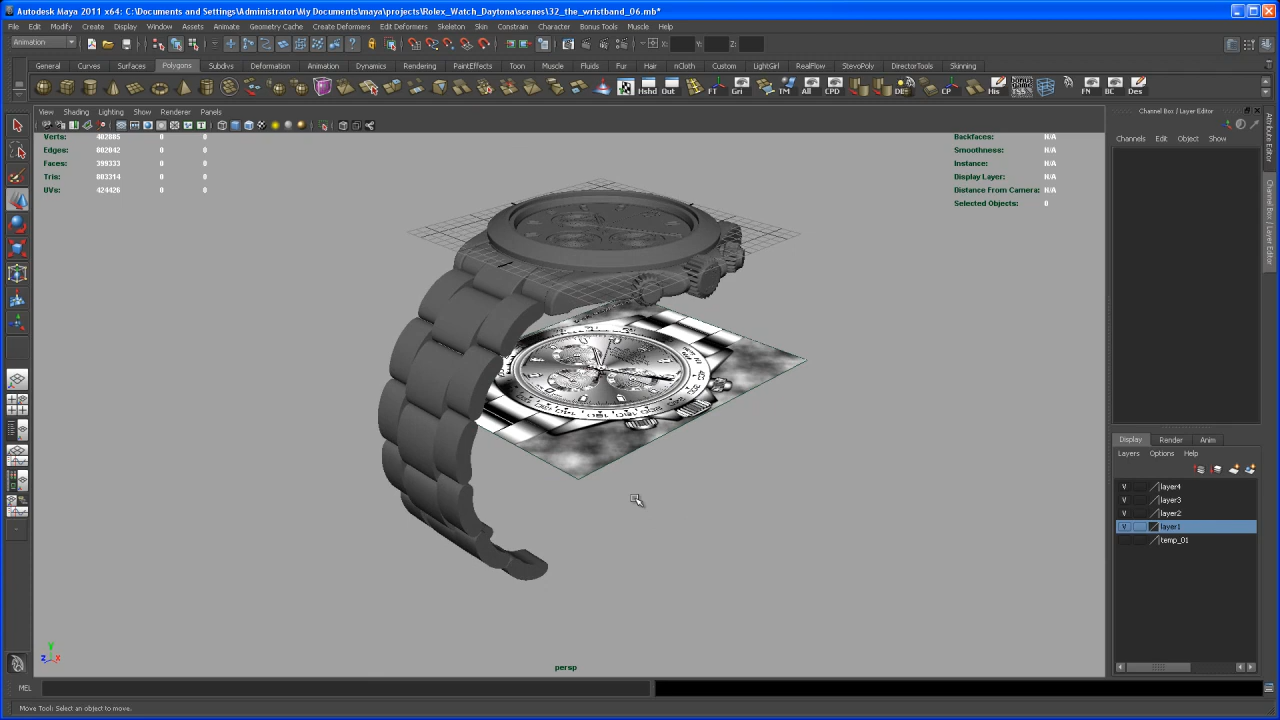 Autodesk Maya 2011 x64: C:\Documents and Settings\Administrator\My Documents\maya\projects\Rolex_Watch_Daytona\scenes\32_the_wristband_06.mb*
File Edit Modify Create Display Window Assets Animate Geometry Cache Create Deformers Edit Deformers Skeleton Skin Constrain Character Bonus Tools Muscle Help
Animation X: Y: Z:
General Curves Surfaces Polygons Subdivs Deformation Animation Dynamics Rendering PaintEffects Toon Muscle Fluids Fur Hair nCloth Custom LightGirl RealFlow StevoPoly DirectorTools Skinning
Hshd Out FT Gri TM All CPD DE CP His FN BC Des
View Shading Lighting Show Renderer Panels
Channel Box / Layer Editor
Channels Edit Object Show
Verts: 402885 0 0
Edges: 802042 0 0
Faces: 399333 0 0
Tris: 803314 0 0
UVs: 424426 0 0
Backfaces: N/A
Smoothness: N/A
Instance: N/A
Display Layer: N/A
Distance From Camera: N/A
Selected Objects: 0
Attribute Editor
Channel Box / Layer Editor
Display Render Anim
Layers Options Help
V layer4
V layer3
V layer2
V layer1
temp_01
y
z x
persp
MEL
Move Tool: Select an object to move.